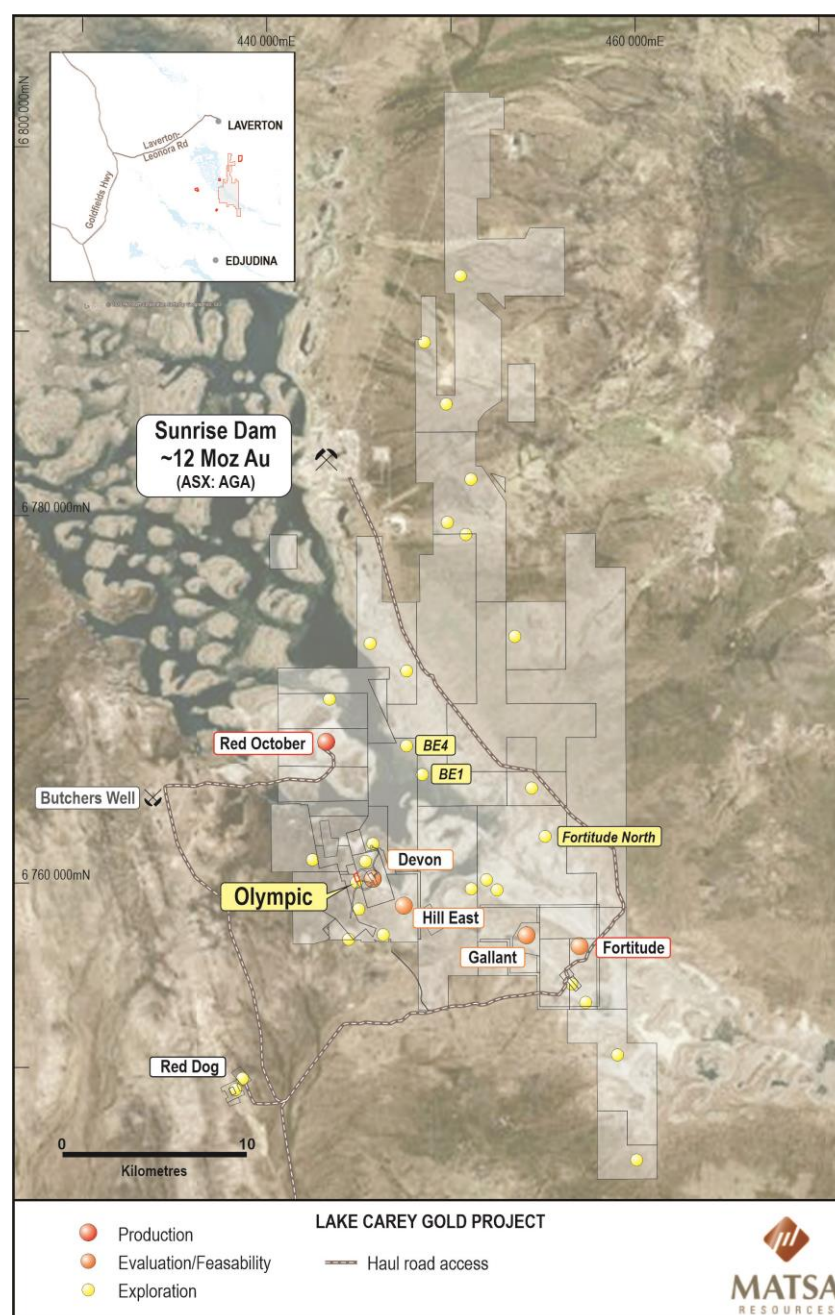 440 000mE
460 000mE
6 800 000mN
LAVERTON
Laverton-
Leonora Rd
Goldfields Hwy
EDJUDINA
Sunrise Dam
~12 Moz Au
(ASX: AGA)
6 780 000mN
Red October
BE4
BE1
Butchers Well
Fortitude North
Devon
6 760 000mN
Olympic
Hill East
Gallant
Fortitude
Red Dog
0
10
Kilometres
LAKE CAREY GOLD PROJECT
Production
Evaluation/Feasability
Haul road access
Exploration
MATSA
RESOURCES